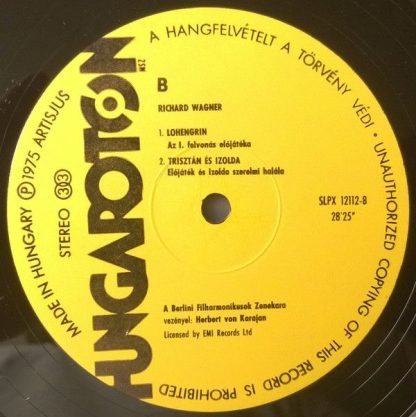 A HANGFELVÉTELT A TÖRVÉNY VÉDI • UNAUTHORIZED COPYING OF THIS RECORD IS PROHIBITED
MADE IN HUNGARY Ⓟ 1975 ARTISJUS
STEREO 33
HUNGAROTON
MSZ
B
RICHARD WAGNER
1. LOHENGRIN
Az I. felvonás előjátéka
2. TRISZTÁN ÉS IZOLDA
Előjáték és Izolda szerelmi halála
SLPX 12112-B
28'25"
A Berlini Filharmonikusok Zenekara
vezényel: Herbert von Karajan
Licensed by EMI Records Ltd